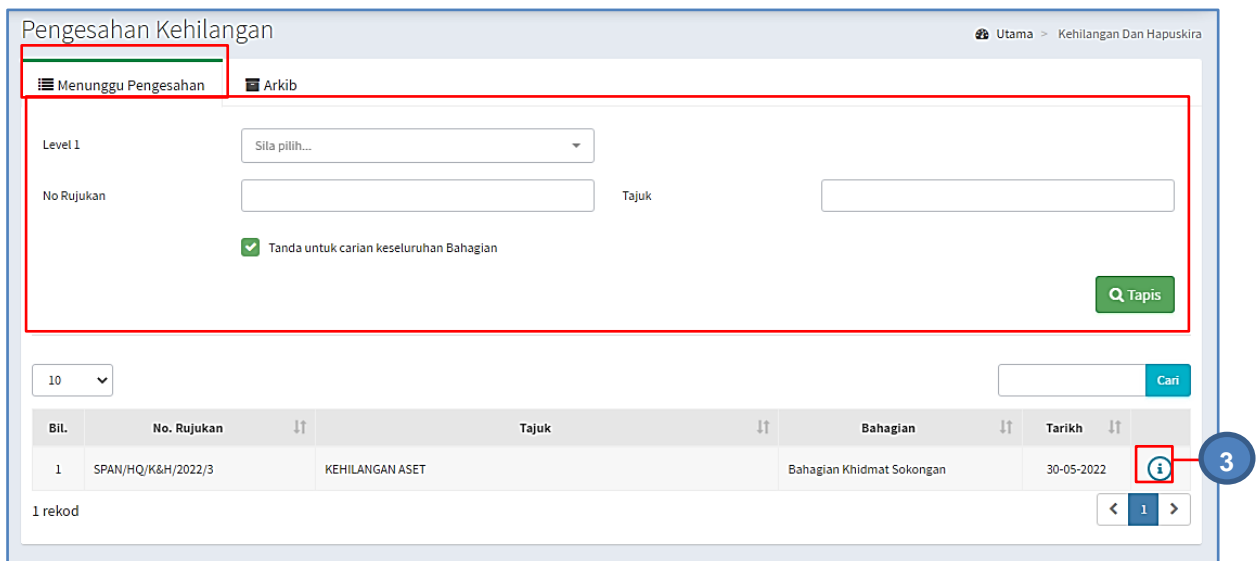 Pengesahan Kehilangan
Utama > Kehilangan Dan Hapuskira
Menunggu Pengesahan Arkib
Level 1 Sila pilih...
No Rujukan Tajuk
Tanda untuk carian keseluruhan Bahagian
Tapis
10 Cari
Bil. No. Rujukan Tajuk Bahagian Tarikh
1 SPAN/HQ/K&H/2022/3 KEHILANGAN ASET Bahagian Khidmat Sokongan 30-05-2022 3
1 rekod < 1 >